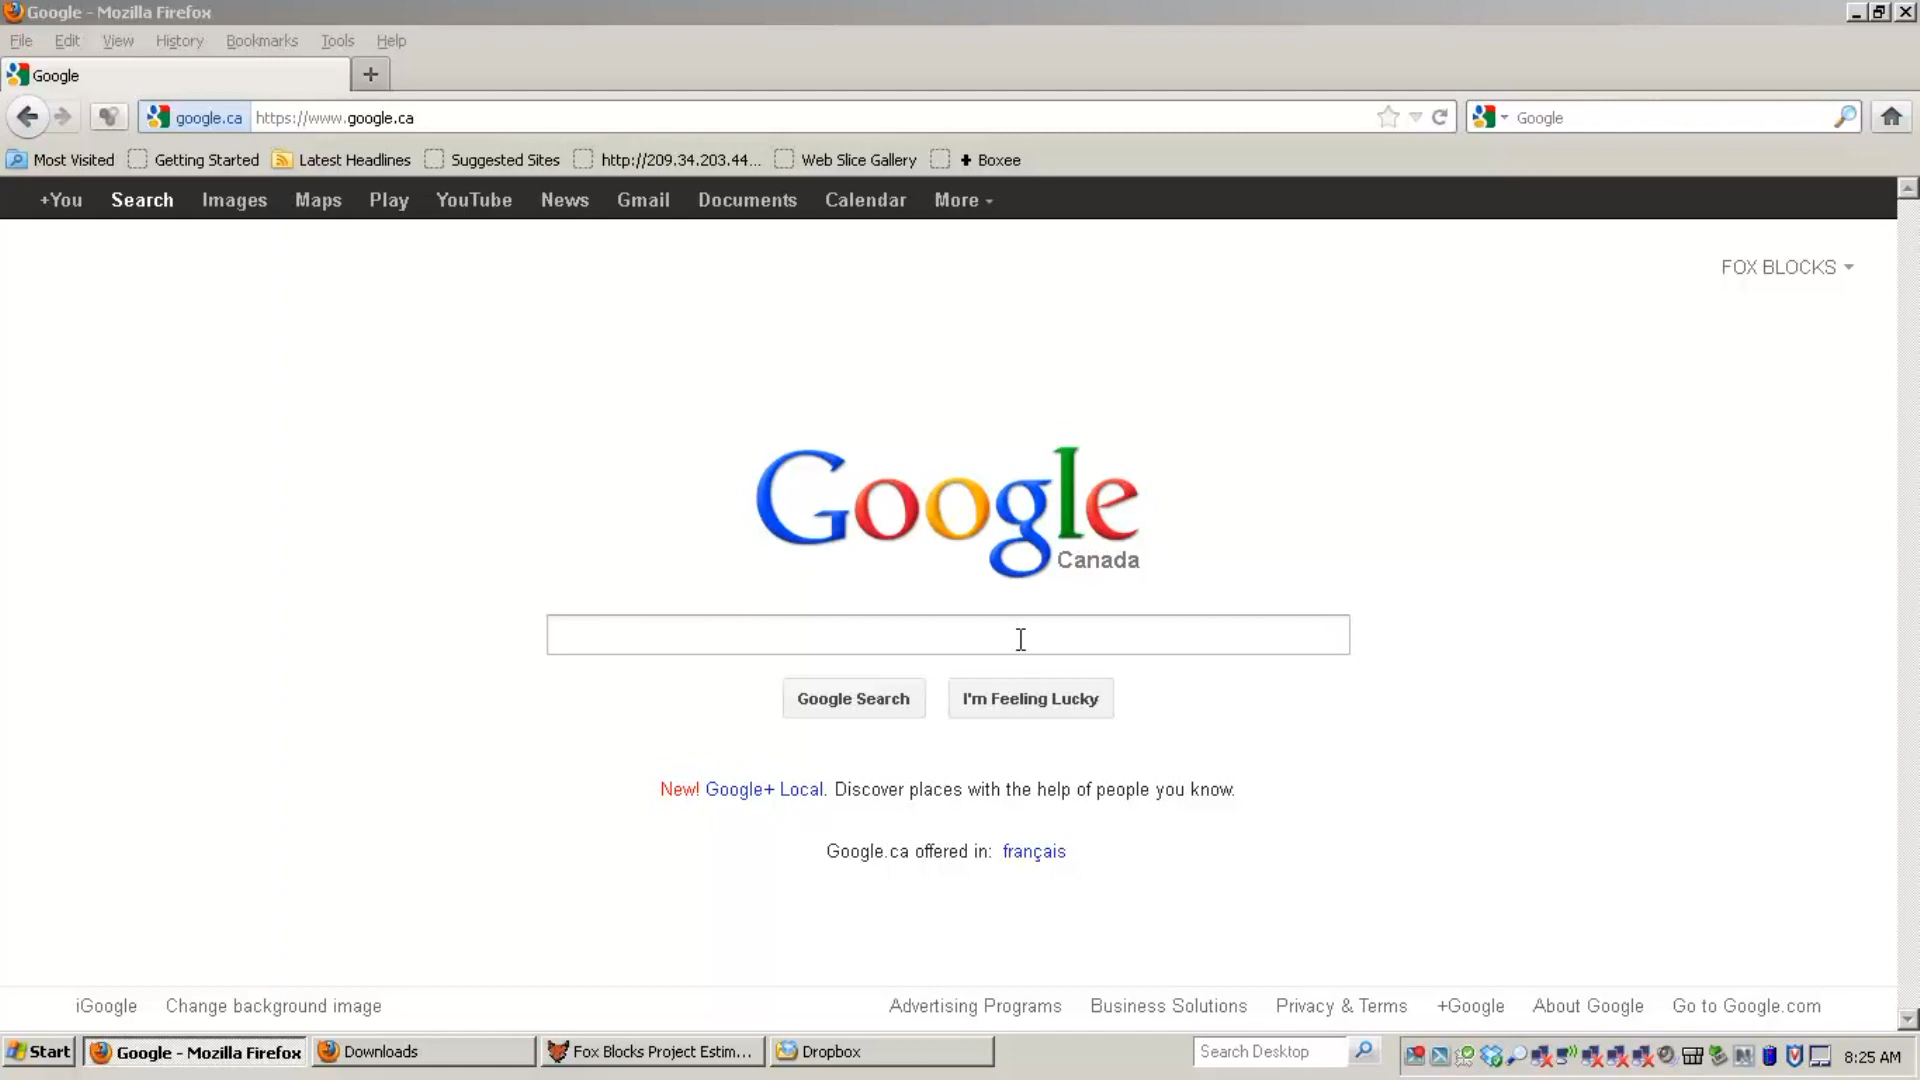 Google - Mozilla Firefox
File Edit View History Bookmarks Tools Help
Google
google.ca https://www.google.ca Google
Most Visited Getting Started Latest Headlines Suggested Sites http://209.34.203.44... Web Slice Gallery + Boxee
+You Search Images Maps Play YouTube News Gmail Documents Calendar More
FOX BLOCKS
Google
Canada
Google Search I'm Feeling Lucky
New! Google+ Local. Discover places with the help of people you know.
Google.ca offered in: français
iGoogle Change background image Advertising Programs Business Solutions Privacy & Terms +Google About Google Go to Google.com
Start Google - Mozilla Firefox Downloads Fox Blocks Project Estim... Dropbox Search Desktop 8:25 AM